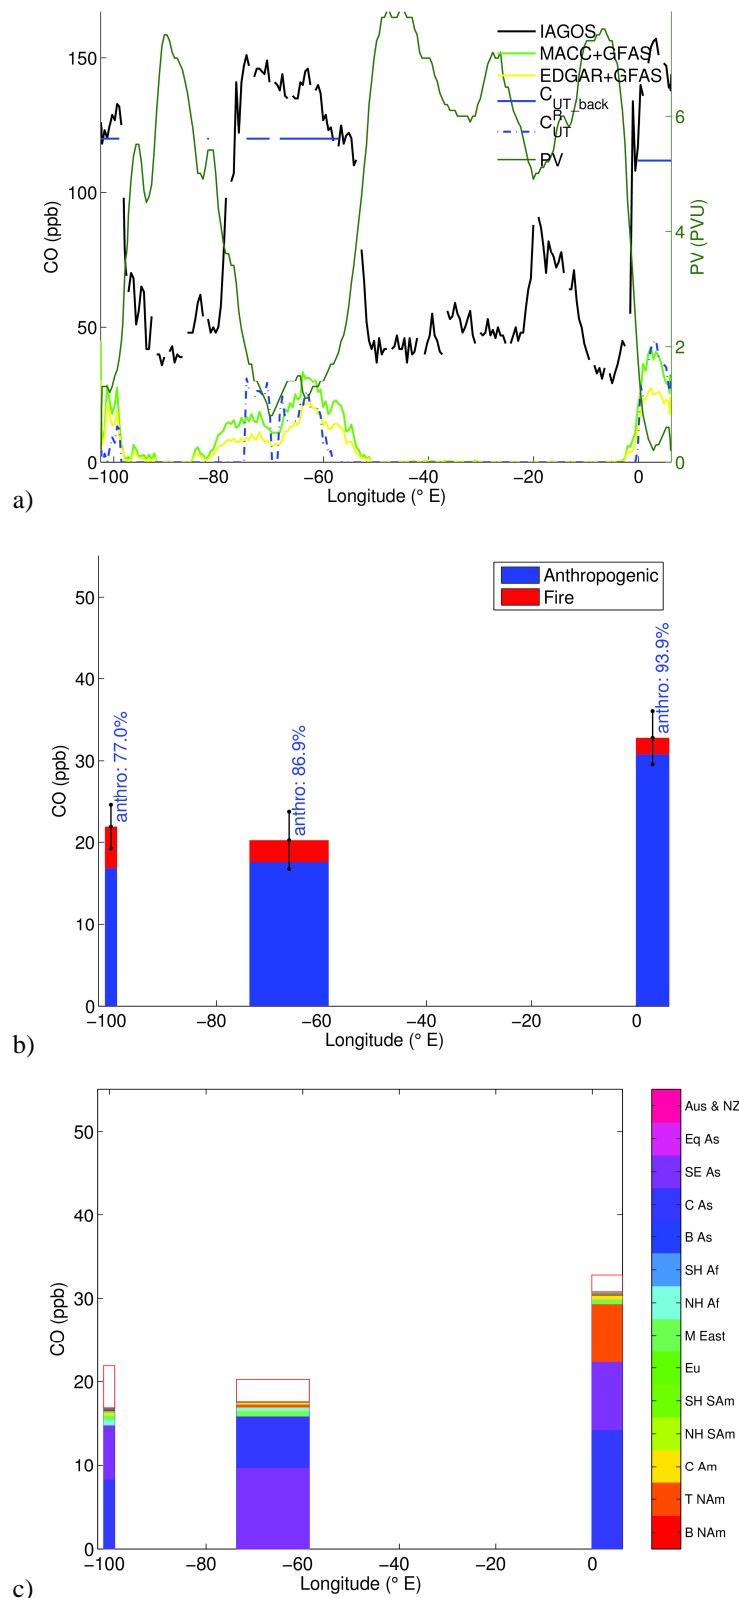 IAGOS
MACC+GFAS
EDGAR+GFAS
C_UT_back
C^R_UT
PV
150
100
50
0
6
4
2
0
CO (ppb)
PV (PVU)
−100 −80 −60 −40 −20 0
Longitude (° E)
a)
Anthropogenic
Fire
50
40
30
20
10
0
CO (ppb)
anthro: 77.0%
anthro: 86.9%
anthro: 93.9%
−100 −80 −60 −40 −20 0
Longitude (° E)
b)
50
40
30
20
10
0
CO (ppb)
−100 −80 −60 −40 −20 0
Longitude (° E)
Aus & NZ
Eq As
SE As
C As
B As
SH Af
NH Af
M East
Eu
SH SAm
NH SAm
C Am
T NAm
B NAm
c)